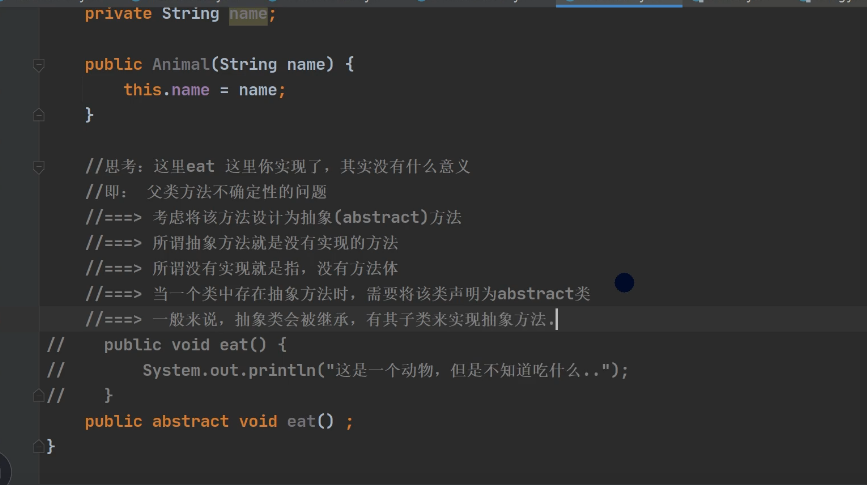 private String name;
public Animal(String name) {
this.name = name;
}
//思考：这里eat 这里你实现了，其实没有什么意义
//即： 父类方法不确定性的问题
//===> 考虑将该方法设计为抽象(abstract)方法
//===> 所谓抽象方法就是没有实现的方法
//===> 所谓没有实现就是指，没有方法体
//===> 当一个类中存在抽象方法时，需要将该类声明为abstract类
//===> 一般来说，抽象类会被继承，有其子类来实现抽象方法.
// public void eat() {
// System.out.println("这是一个动物，但是不知道吃什么..");
// }
public abstract void eat() ;
}